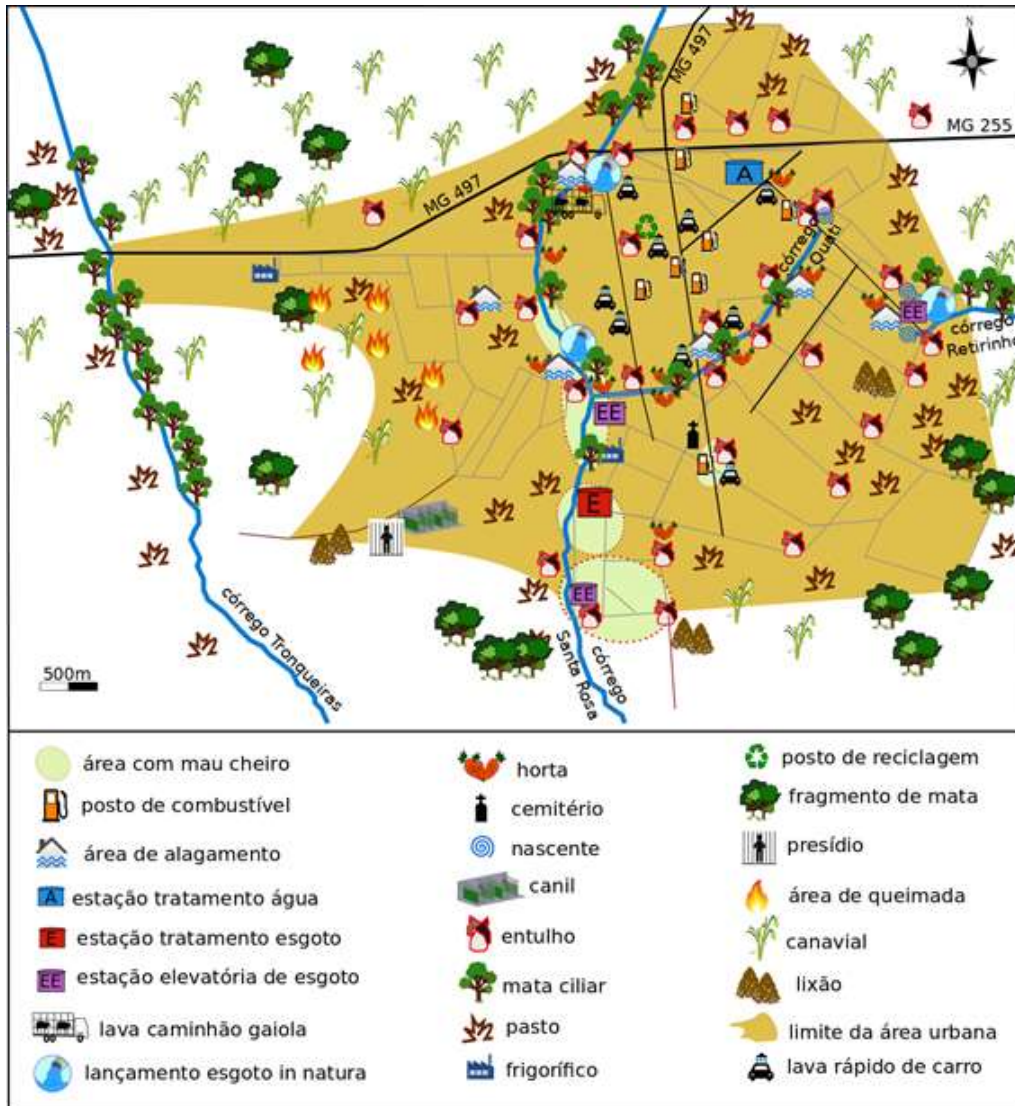 N
MG 497
MG 255
A
MG 497
córrego
Quati
EE
córrego
Retirinho
EE
E
EE
córrego Tronqueiras
córrego
Santa Rosa
500m
área com mau cheiro
posto de combustível
área de alagamento
A estação tratamento água
E estação tratamento esgoto
EE estação elevatória de esgoto
lava caminhão gaiola
lançamento esgoto in natura
horta
cemitério
nascente
canil
entulho
mata ciliar
pasto
frigorífico
posto de reciclagem
fragmento de mata
presídio
área de queimada
canavial
lixão
limite da área urbana
lava rápido de carro